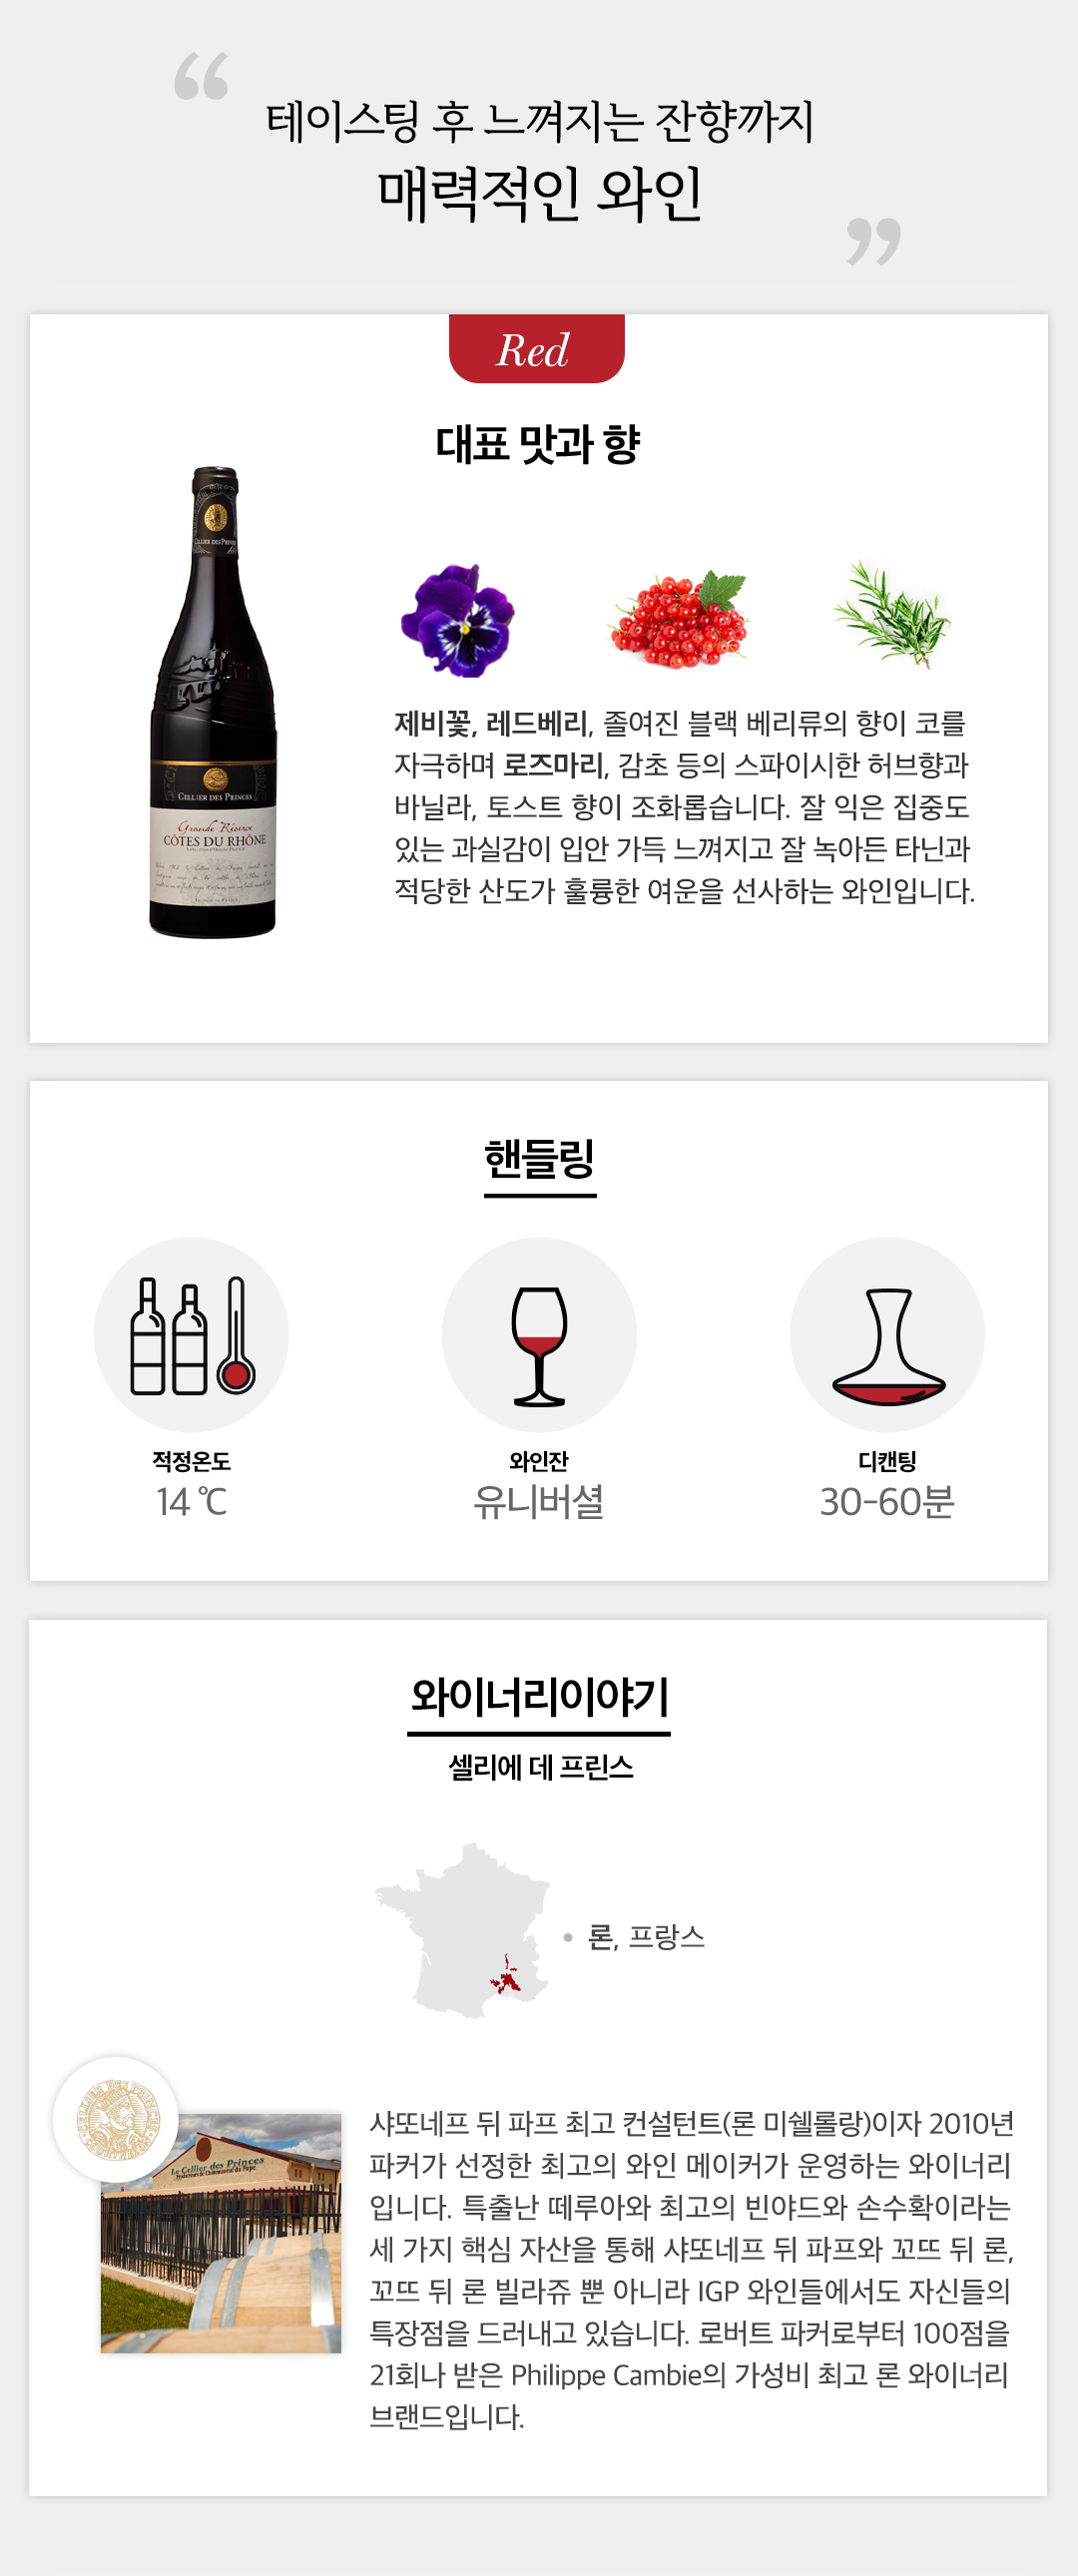 “
테이스팅 후 느껴지는 잔향까지
매력적인 와인
”
Red
대표 맛과 향
CELLIER DES PRINCES
CELLIER DES PRINCES
Grande Réserve
CÔTES DU RHÔNE
제비꽃, 레드베리, 졸여진 블랙 베리류의 향이 코를
자극하며 로즈마리, 감초 등의 스파이시한 허브향과
바닐라, 토스트 향이 조화롭습니다. 잘 익은 집중도
있는 과실감이 입안 가득 느껴지고 잘 녹아든 타닌과
적당한 산도가 훌륭한 여운을 선사하는 와인입니다.
핸들링
적정온도
14 ℃
와인잔
유니버셜
디캔팅
30-60분
와이너리이야기
셀리에 데 프린스
론, 프랑스
CELLIER DES PRINCES
Le Cellier des Princes
샤또네프 뒤 파프 최고 컨설턴트(론 미쉘롤랑)이자 2010년
파커가 선정한 최고의 와인 메이커가 운영하는 와이너리
입니다. 특출난 떼루아와 최고의 빈야드와 손수확이라는
세 가지 핵심 자산을 통해 샤또네프 뒤 파프와 꼬뜨 뒤 론,
꼬뜨 뒤 론 빌라쥬 뿐 아니라 IGP 와인들에서도 자신들의
특장점을 드러내고 있습니다. 로버트 파커로부터 100점을
21회나 받은 Philippe Cambie의 가성비 최고 론 와이너리
브랜드입니다.